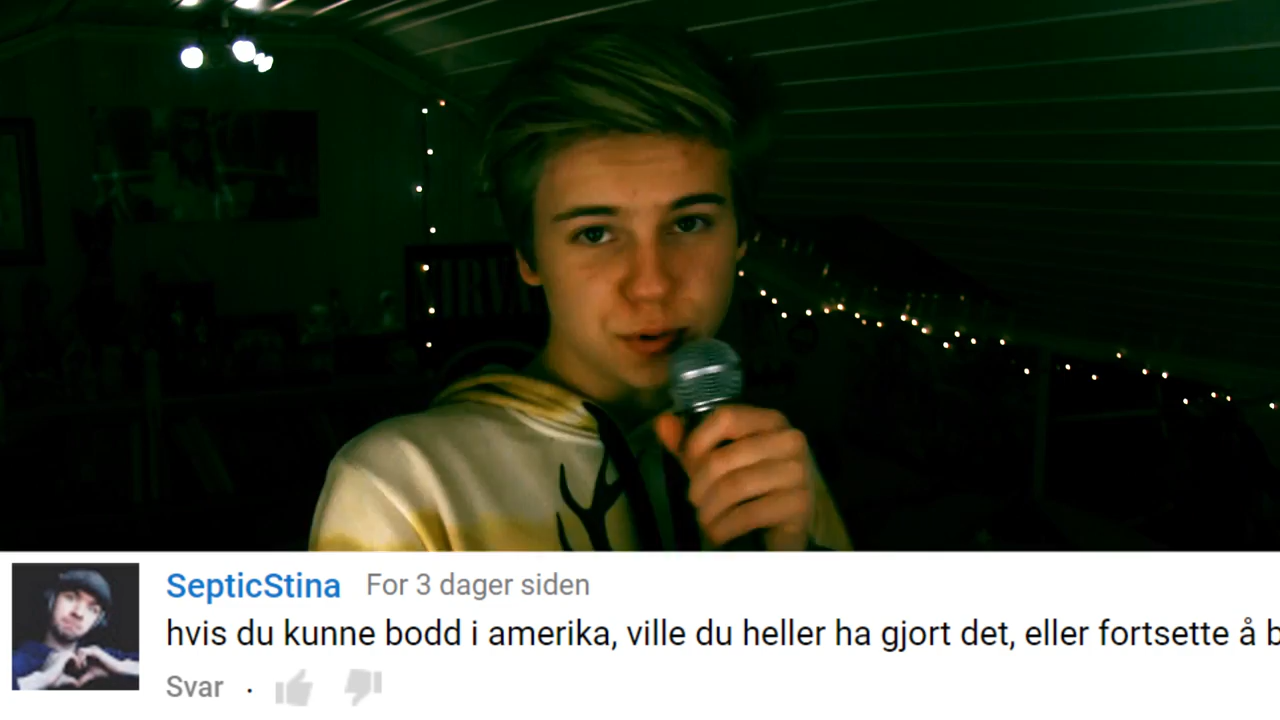 SepticStina For 3 dager siden
hvis du kunne bodd i amerika, ville du heller ha gjort det, eller fortsette å b
Svar ·